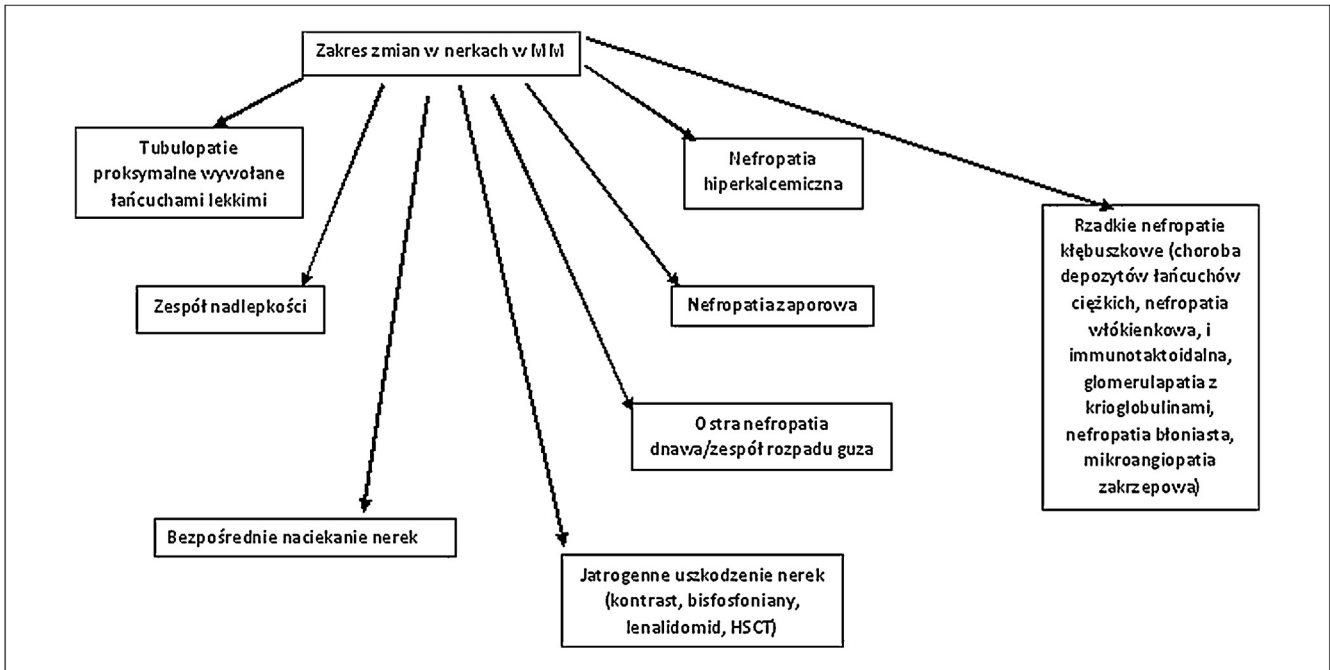 Zakres zmian w nerkach w MM
Tubulopatie
proksymalne wywołane
łańcuchami lekkimi
Nefropatia
hiperkalcemiczna
Rzadkie nefropatie
kłębuszkowe (choroba
depozytów łańcuchów
ciężkich, nefropatia
włókienkowa, i
immunotaktoidalna,
glomerulapatia z
krioglobulinami,
nefropatia błoniasta,
mikroangiopatia
zakrzepowa)
Zespół nadlepkości
Nefropatia zaporowa
Ostra nefropatia
dnawa/zespół rozpadu guza
Bezpośrednie naciekanie nerek
Jatrogenne uszkodzenie nerek
(kontrast, bisfosfoniany,
lenalidomid, HSCT)